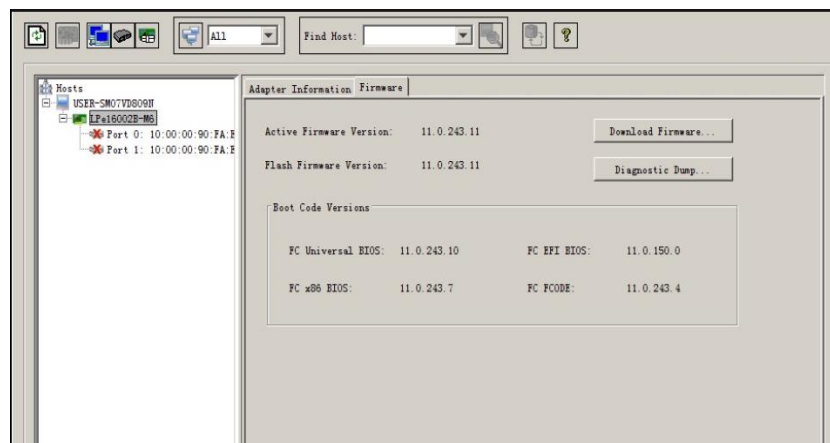 All
Find Host:
Hosts
USER-SM07VD809N
LPe16002B-M6
Port 0: 10:00:00:90:FA:E
Port 1: 10:00:00:90:FA:E
Adapter Information Firmware
Active Firmware Version: 11.0.243.11 Download Firmware...
Flash Firmware Version: 11.0.243.11 Diagnostic Dump...
Boot Code Versions
FC Universal BIOS: 11.0.243.10 FC EFI BIOS: 11.0.150.0
FC x86 BIOS: 11.0.243.7 FC FCODE: 11.0.243.4